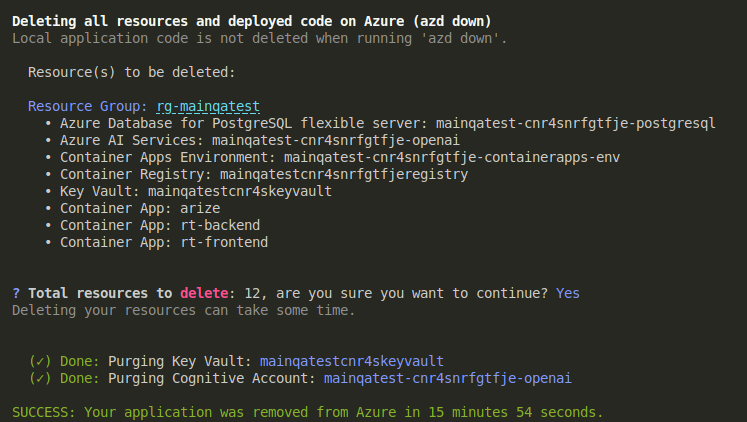 Deleting all resources and deployed code on Azure (azd down)
Local application code is not deleted when running 'azd down'.
Resource(s) to be deleted:
Resource Group: rg-mainqatest
• Azure Database for PostgreSQL flexible server: mainqatest-cnr4snrfgtfje-postgresql
• Azure AI Services: mainqatest-cnr4snrfgtfje-openai
• Container Apps Environment: mainqatest-cnr4snrfgtfje-containerapps-env
• Container Registry: mainqatestcnr4snrfgtfjeregistry
• Key Vault: mainqatestcnr4skeyvault
• Container App: arize
• Container App: rt-backend
• Container App: rt-frontend
? Total resources to delete: 12, are you sure you want to continue? Yes
Deleting your resources can take some time.
(✓) Done: Purging Key Vault: mainqatestcnr4skeyvault
(✓) Done: Purging Cognitive Account: mainqatest-cnr4snrfgtfje-openai
SUCCESS: Your application was removed from Azure in 15 minutes 54 seconds.